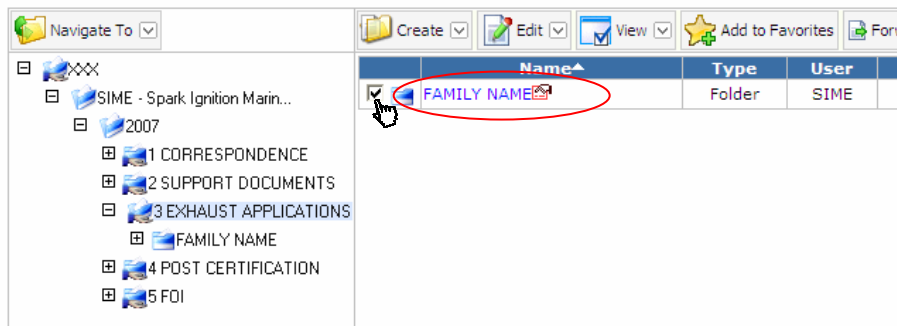 Navigate To Create Edit View Add to Favorites Forv
XXX
SIME - Spark Ignition Marin...
2007
1 CORRESPONDENCE
2 SUPPORT DOCUMENTS
3 EXHAUST APPLICATIONS
FAMILY NAME
4 POST CERTIFICATION
5 FOI
Name Type User
FAMILY NAME Folder SIME